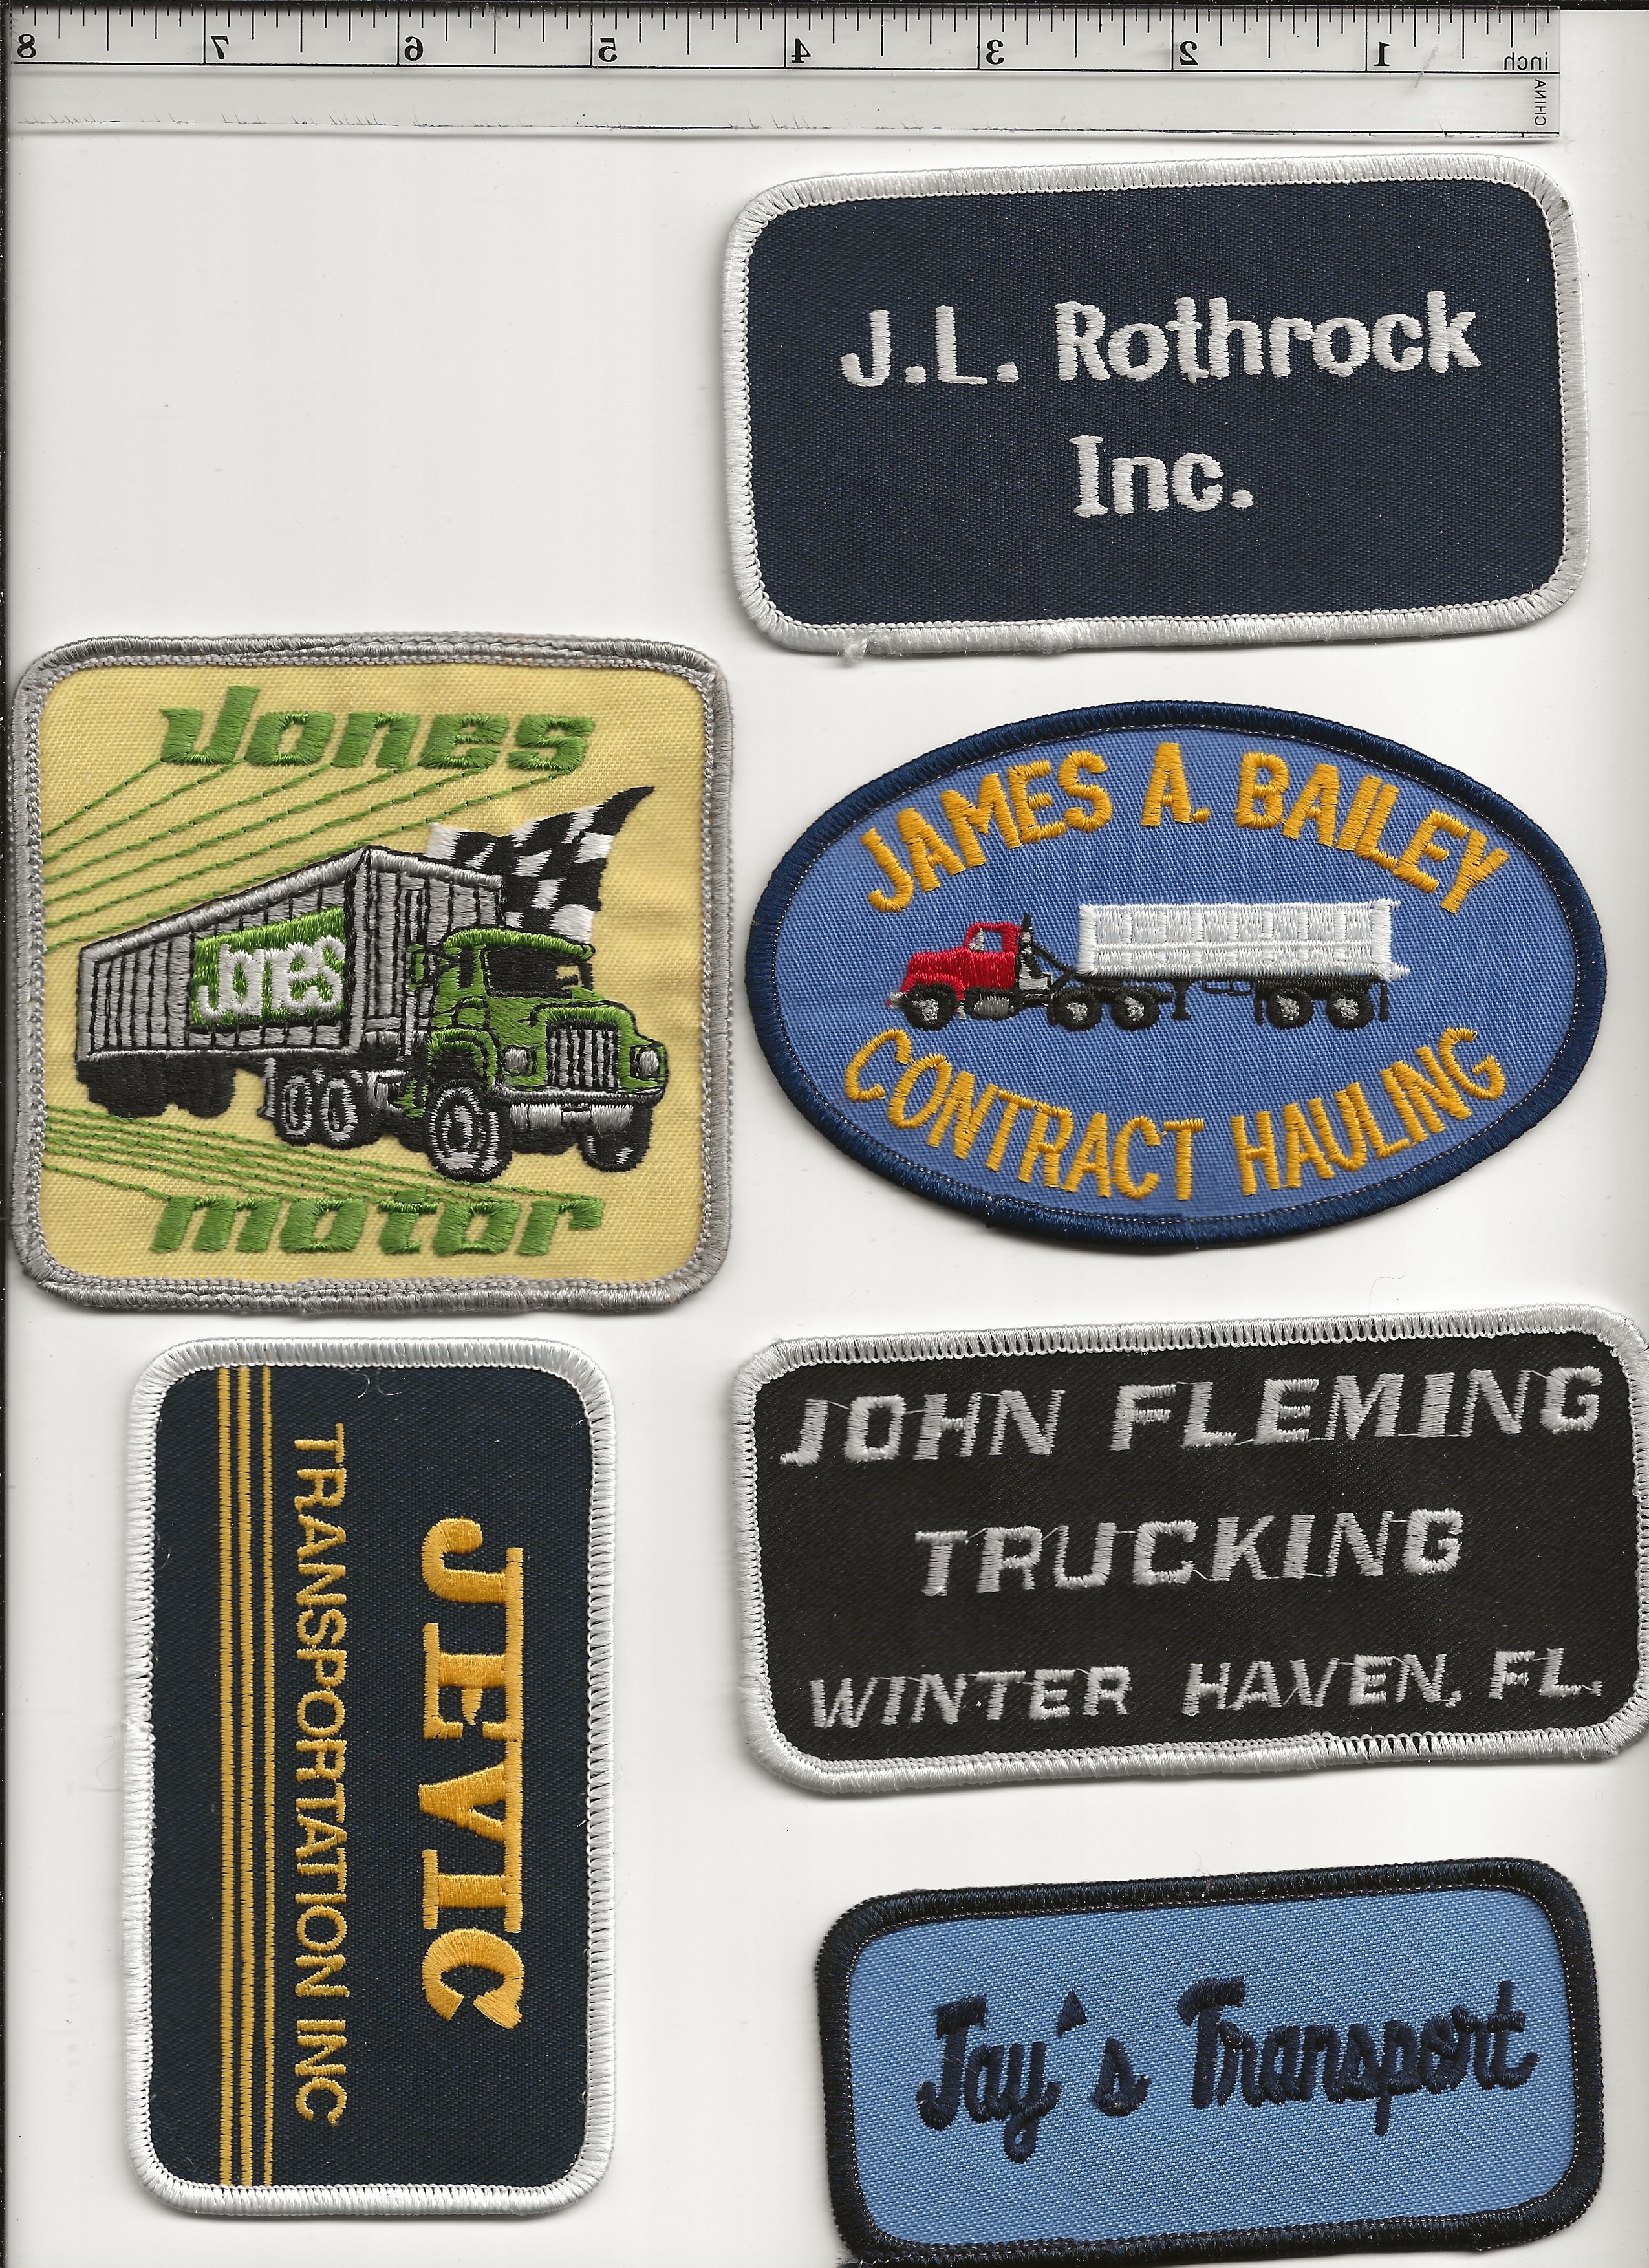 8 7 6 5 4 3 2 1 inch
CHINA
J.L. Rothrock
Inc.
Jones
Jones
motor
JAMES A. BAILEY
CONTRACT HAULING
JEVIC
TRANSPORTATION INC
JOHN FLEMING
TRUCKING
WINTER HAVEN, FL.
Jay's Transport